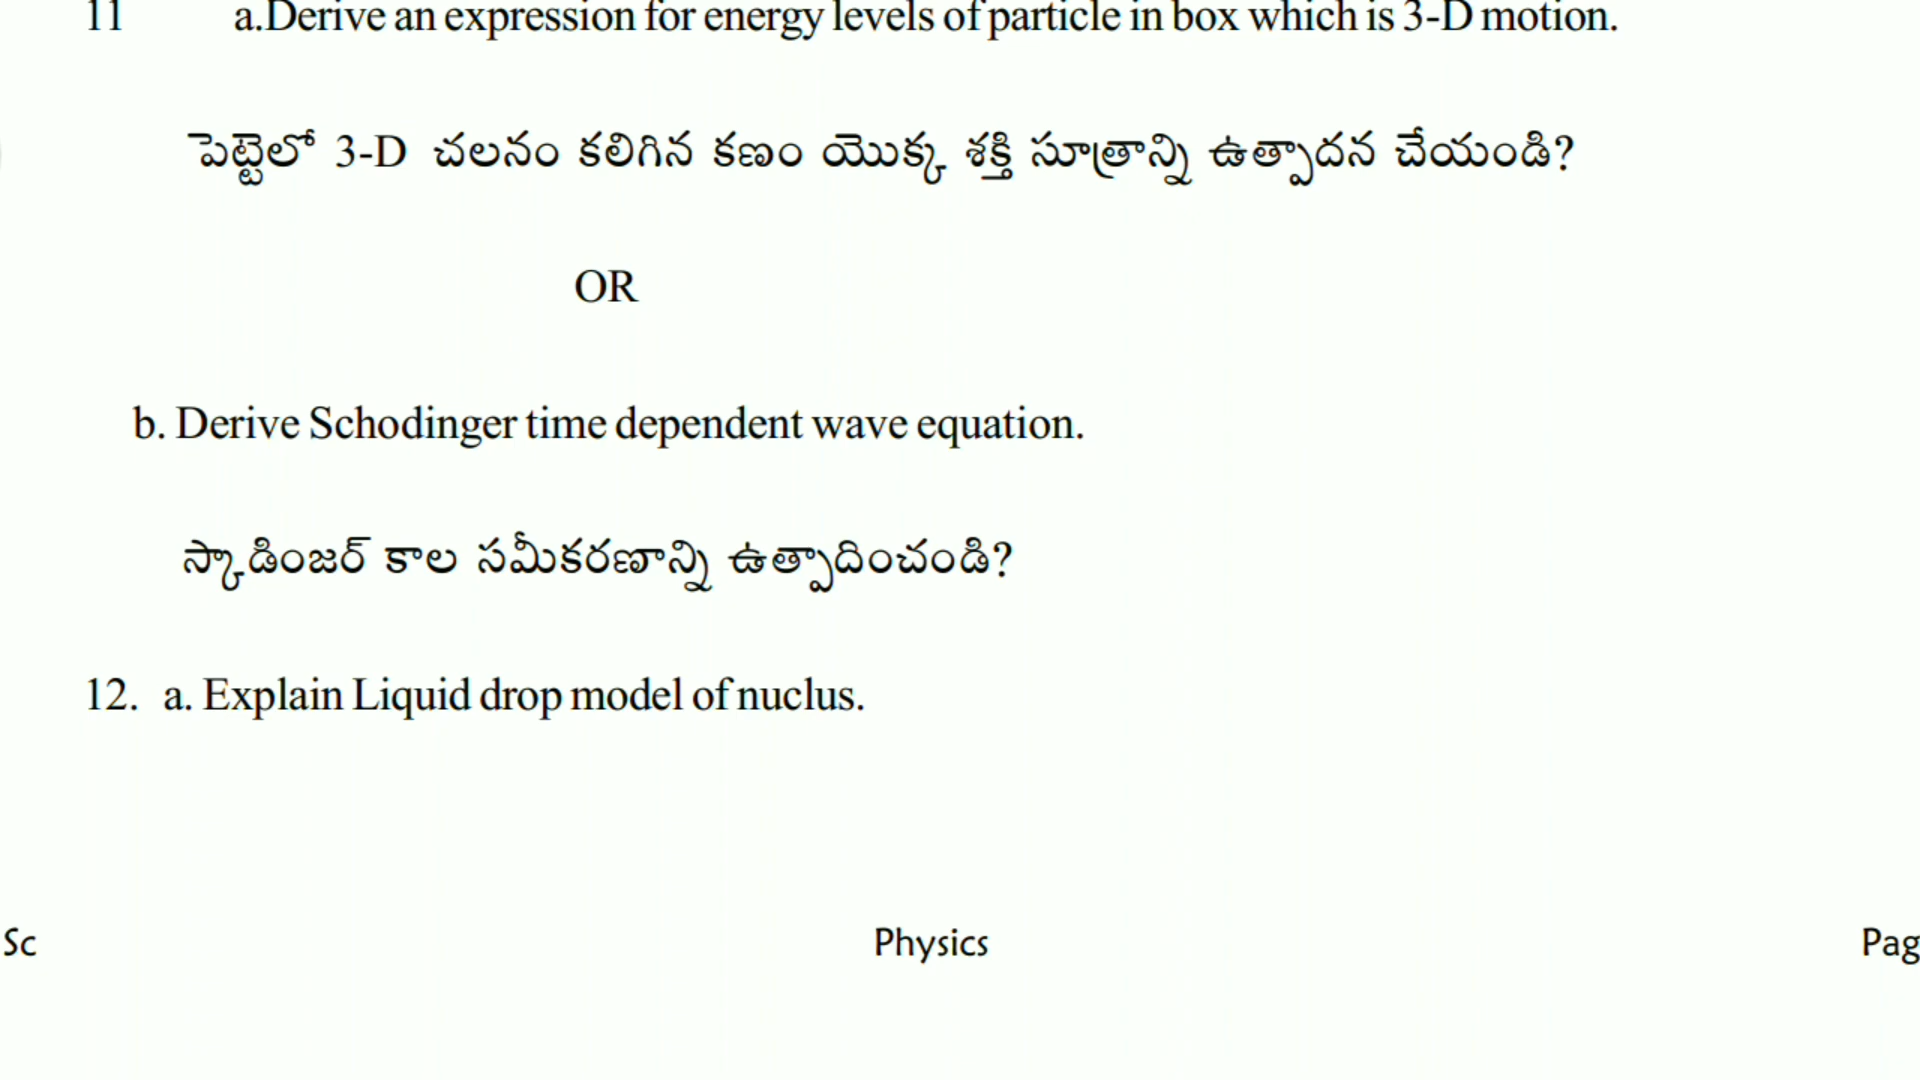 11 a.Derive an expression for energy levels of particle in box which is 3-D motion.
పెట్టెలో 3-D చలనం కలిగిన కణం యొక్క శక్తి సూత్రాన్ని ఉత్పాదన చేయండి?
OR
b. Derive Schodinger time dependent wave equation.
స్కాడింజర్ కాల సమీకరణాన్ని ఉత్పాదించండి?
12. a. Explain Liquid drop model of nuclus.
Sc Physics Pag